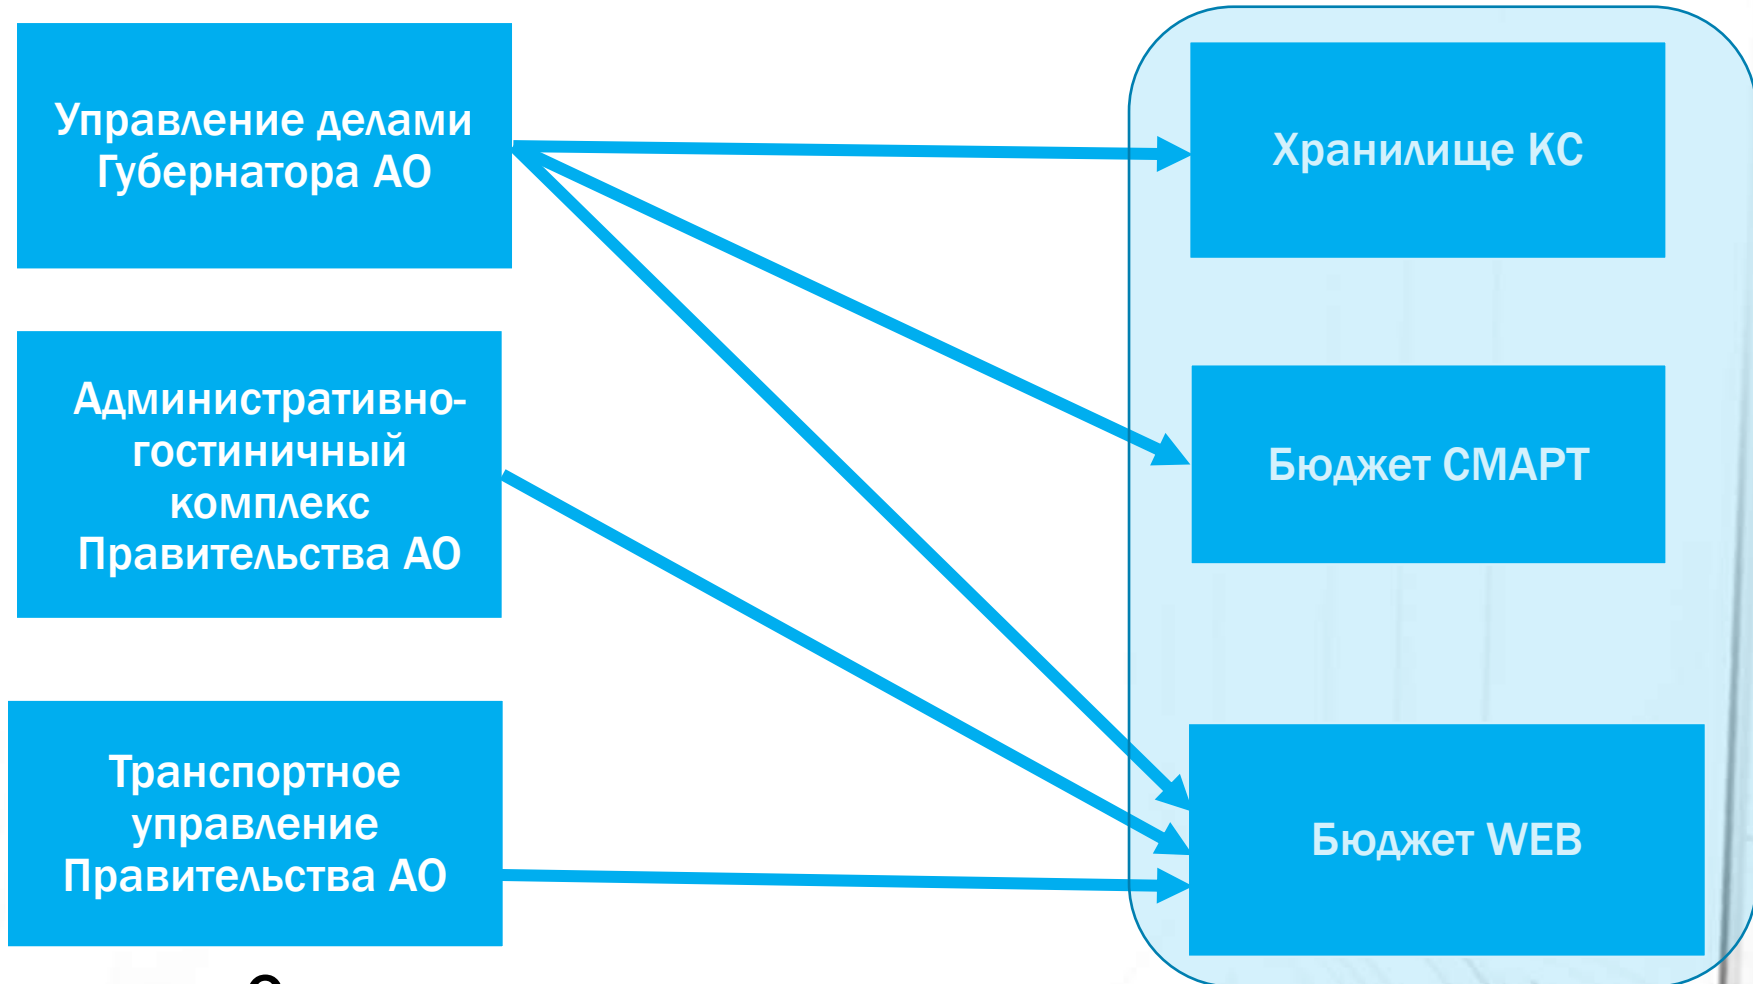 Управление делами
Губернатора АО
Хранилище КС
Административно-
гостиничный
комплекс
Правительства АО
Бюджет СМАРТ
Транспортное
управление
Правительства АО
Бюджет WEB